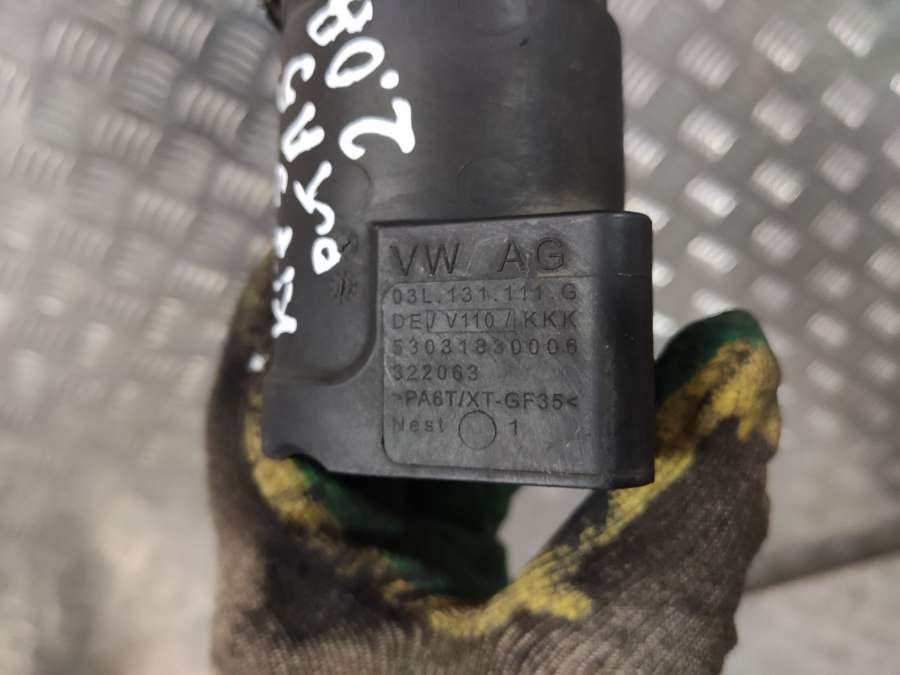 2.0
VW AG
03L.131.111.G
DE / V110 / KKK
53031830006
322063
>PA6T/XT-GF35<
Nest 1